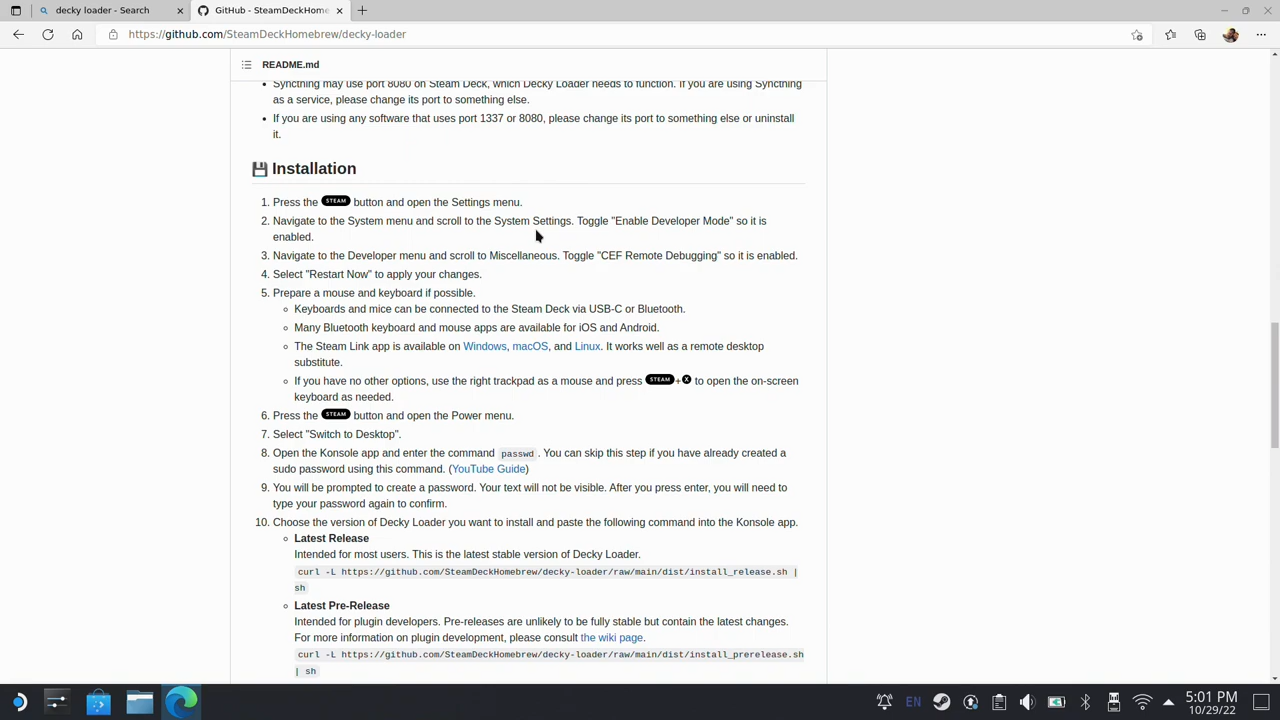 decky loader - Search
GitHub - SteamDeckHome
https://github.com/SteamDeckHomebrew/decky-loader
README.md
Syncthing may use port 8080 on Steam Deck, which Decky Loader needs to function. If you are using Syncthing
as a service, please change its port to something else.
If you are using any software that uses port 1337 or 8080, please change its port to something else or uninstall
it.
Installation
1. Press the STEAM button and open the Settings menu.
2. Navigate to the System menu and scroll to the System Settings. Toggle "Enable Developer Mode" so it is
enabled.
3. Navigate to the Developer menu and scroll to Miscellaneous. Toggle "CEF Remote Debugging" so it is enabled.
4. Select "Restart Now" to apply your changes.
5. Prepare a mouse and keyboard if possible.
Keyboards and mice can be connected to the Steam Deck via USB-C or Bluetooth.
Many Bluetooth keyboard and mouse apps are available for iOS and Android.
The Steam Link app is available on Windows, macOS, and Linux. It works well as a remote desktop
substitute.
If you have no other options, use the right trackpad as a mouse and press STEAM+X to open the on-screen
keyboard as needed.
6. Press the STEAM button and open the Power menu.
7. Select "Switch to Desktop".
8. Open the Konsole app and enter the command passwd. You can skip this step if you have already created a
sudo password using this command. (YouTube Guide)
9. You will be prompted to create a password. Your text will not be visible. After you press enter, you will need to
type your password again to confirm.
10. Choose the version of Decky Loader you want to install and paste the following command into the Konsole app.
Latest Release
Intended for most users. This is the latest stable version of Decky Loader.
curl -L https://github.com/SteamDeckHomebrew/decky-loader/raw/main/dist/install_release.sh |
sh
Latest Pre-Release
Intended for plugin developers. Pre-releases are unlikely to be fully stable but contain the latest changes.
For more information on plugin development, please consult the wiki page.
curl -L https://github.com/SteamDeckHomebrew/decky-loader/raw/main/dist/install_prerelease.sh
| sh
EN
5:01 PM
10/29/22